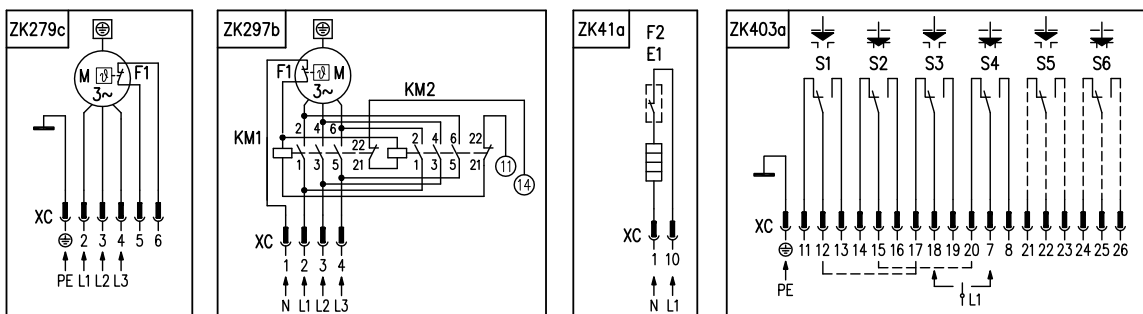 ZK279c
M
ϑ
F1
3~
XC
2 3 4 5 6
PE L1 L2 L3
ZK297b
F1
ϑ
M
3~
KM2
2 4 6
KM1
22
2 4 6 22
1 3 5
21
1 3 5 21
11
14
XC
1 2 3 4
N L1 L2 L3
ZK41a
F2
E1
XC
1 10
N L1
ZK403a
S1 S2 S3 S4 S5 S6
XC
11 12 13 14 15 16 17 18 19 20 7 8 21 22 23 24 25 26
PE
L1